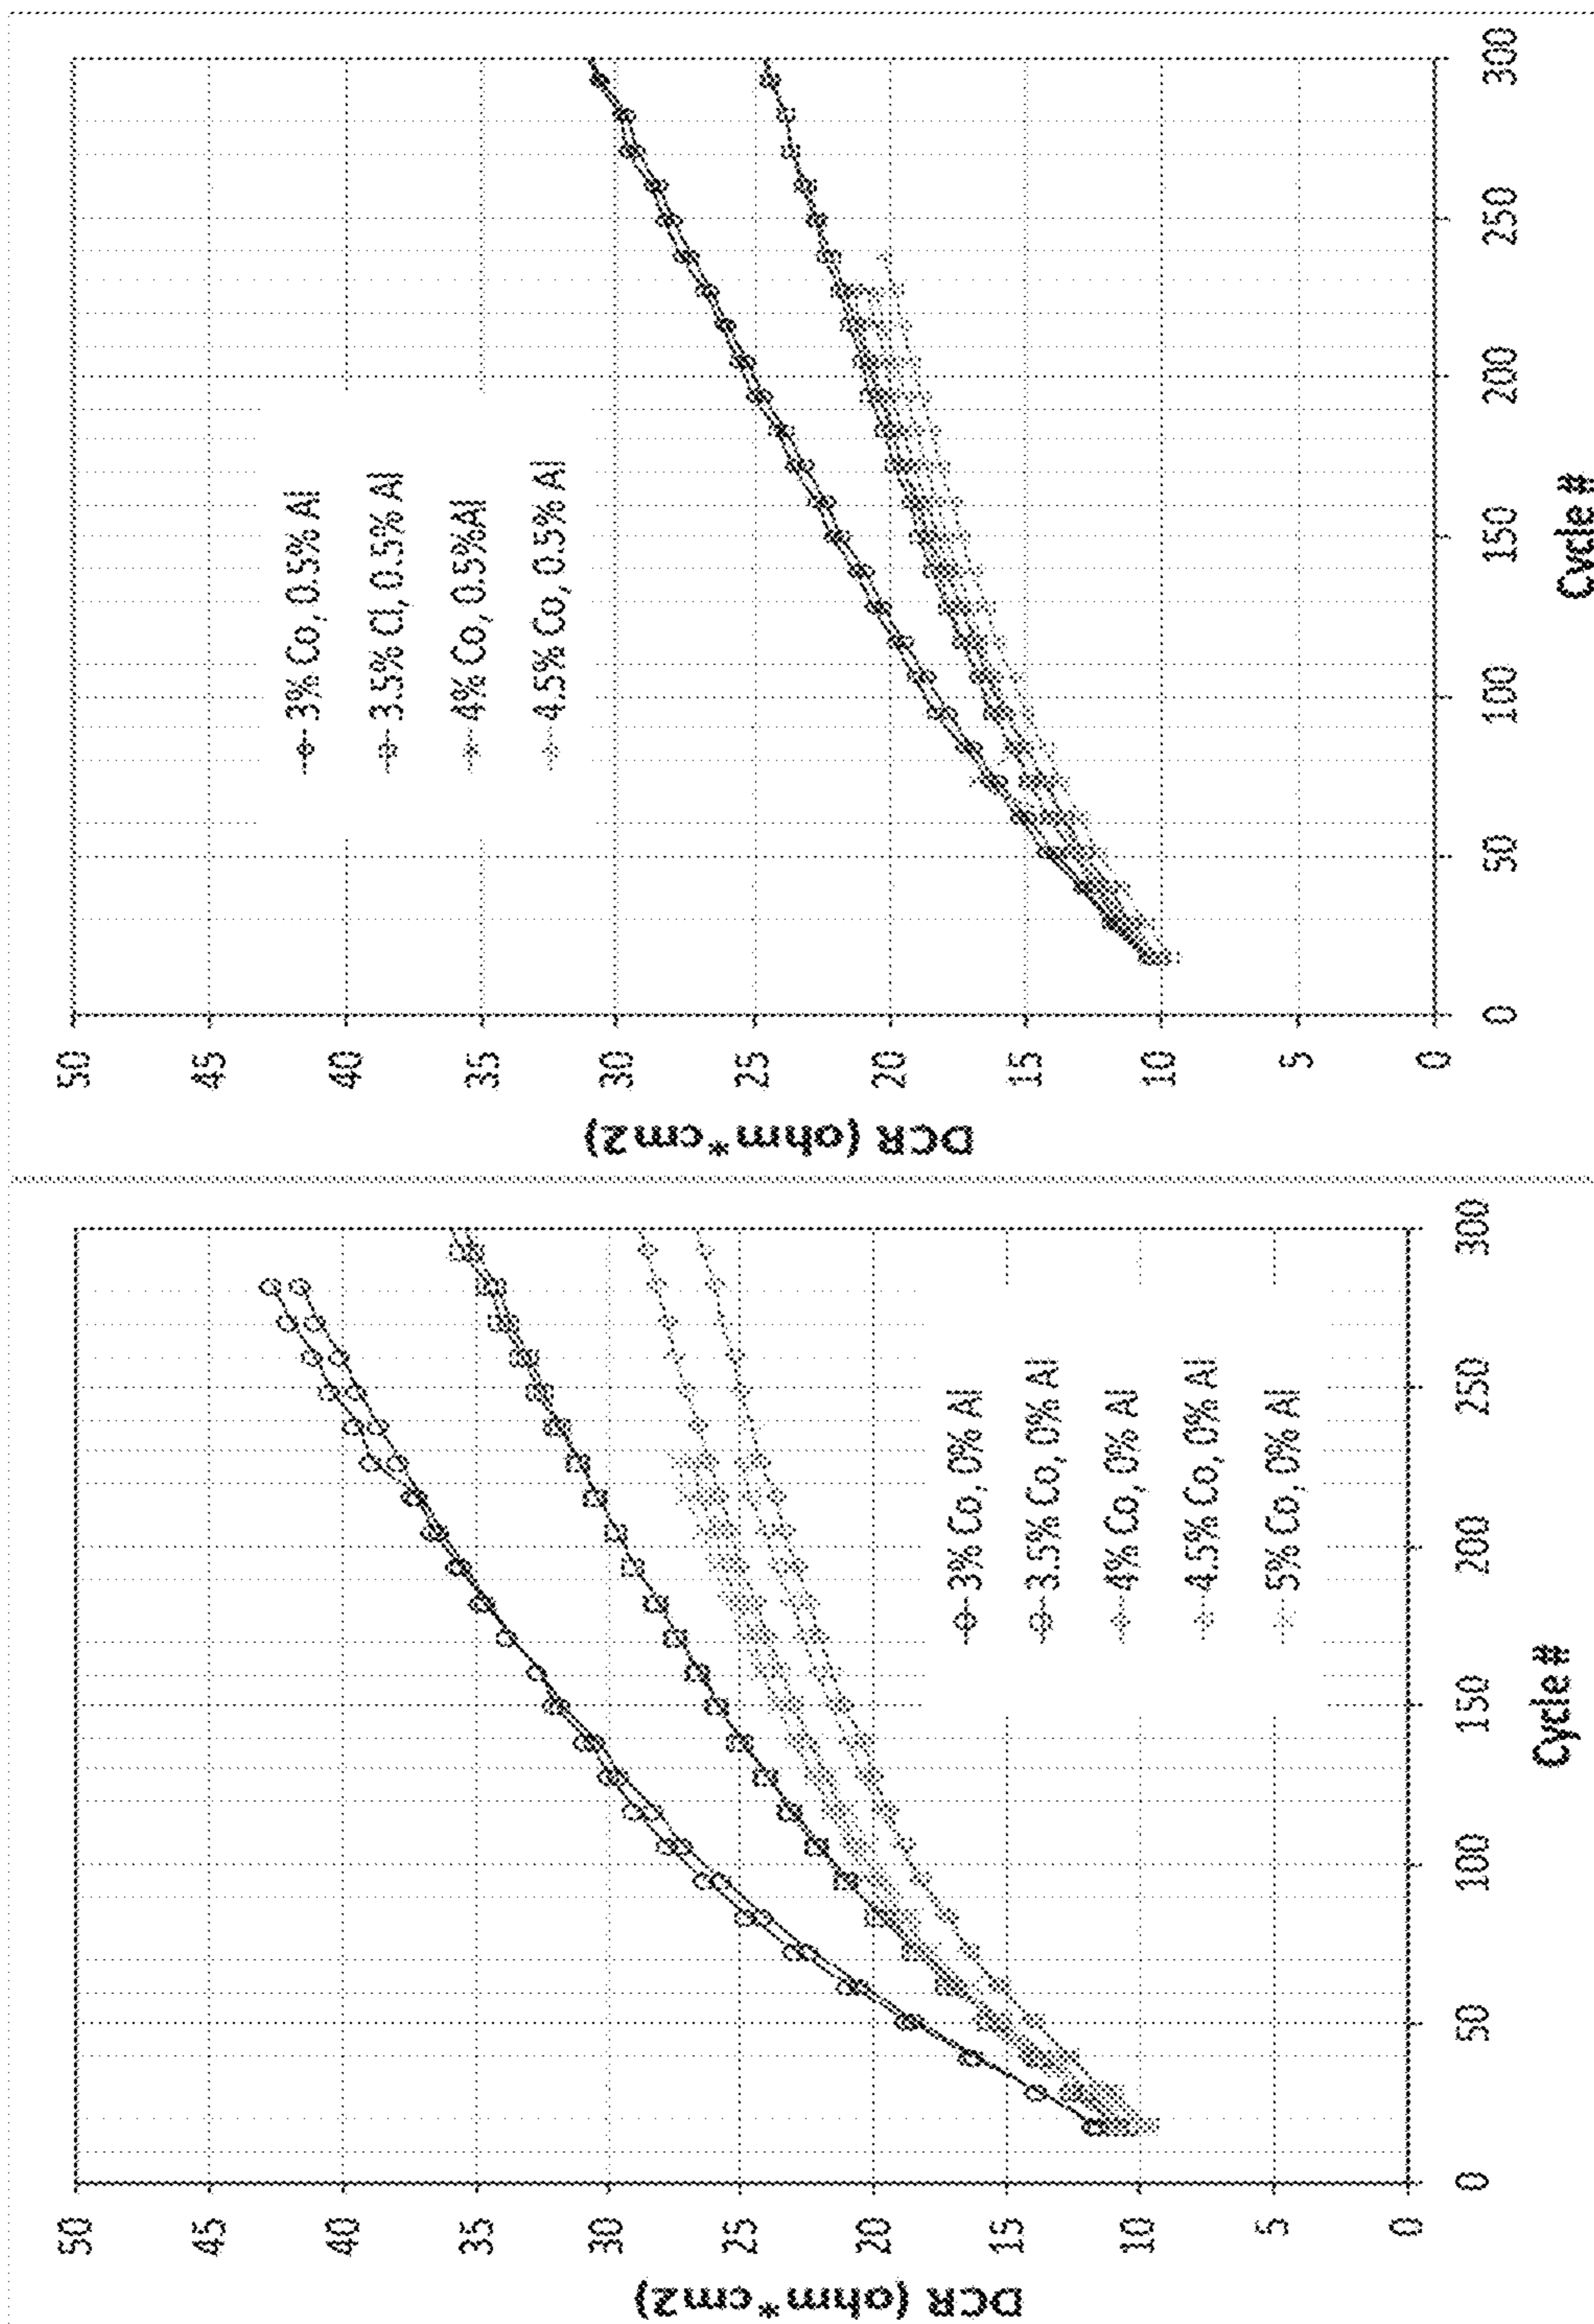 DCR (ohm*cm2)
50
45
40
35
30
25
20
15
10
5
0
0
50
100
150
200
250
300
Cycle #
3% Co, 0% Al
3.5% Co, 0% Al
4% Co, 0% Al
4.5% Co, 0% Al
5% Co, 0% Al
DCR (ohm*cm2)
50
45
40
35
30
25
20
15
10
5
0
0
50
100
150
200
250
300
Cycle #
3% Co, 0.5% Al
3.5% Cl, 0.5% Al
4% Co, 0.5%Al
4.5% Co, 0.5% Al